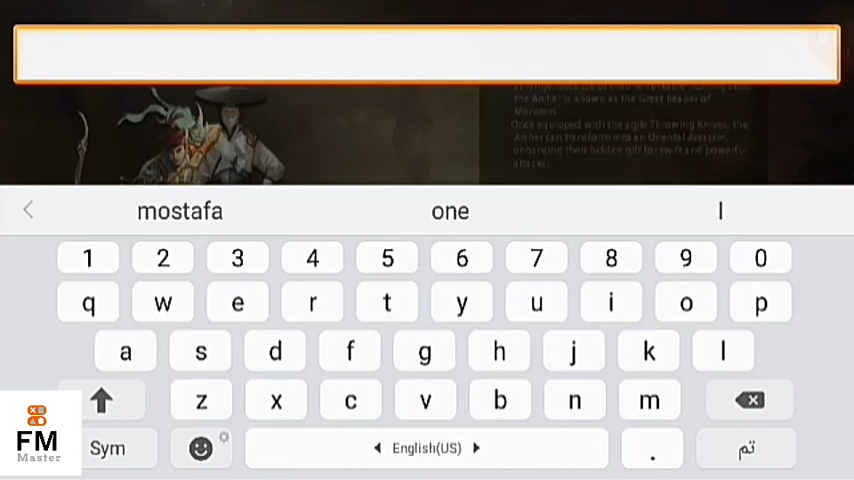 the Archer is known as the Great Reaper of
Monsters.
Once equipped with the agile Throwing Knives, the
Archer can transform into an Oriental Assassin,
enhancing their hidden gift for swift and powerful
attacks.
mostafa one I
1 2 3 4 5 6 7 8 9 0
q w e r t y u i o p
a s d f g h j k l
z x c v b n m
Sym English(US) . تم
FM
Master